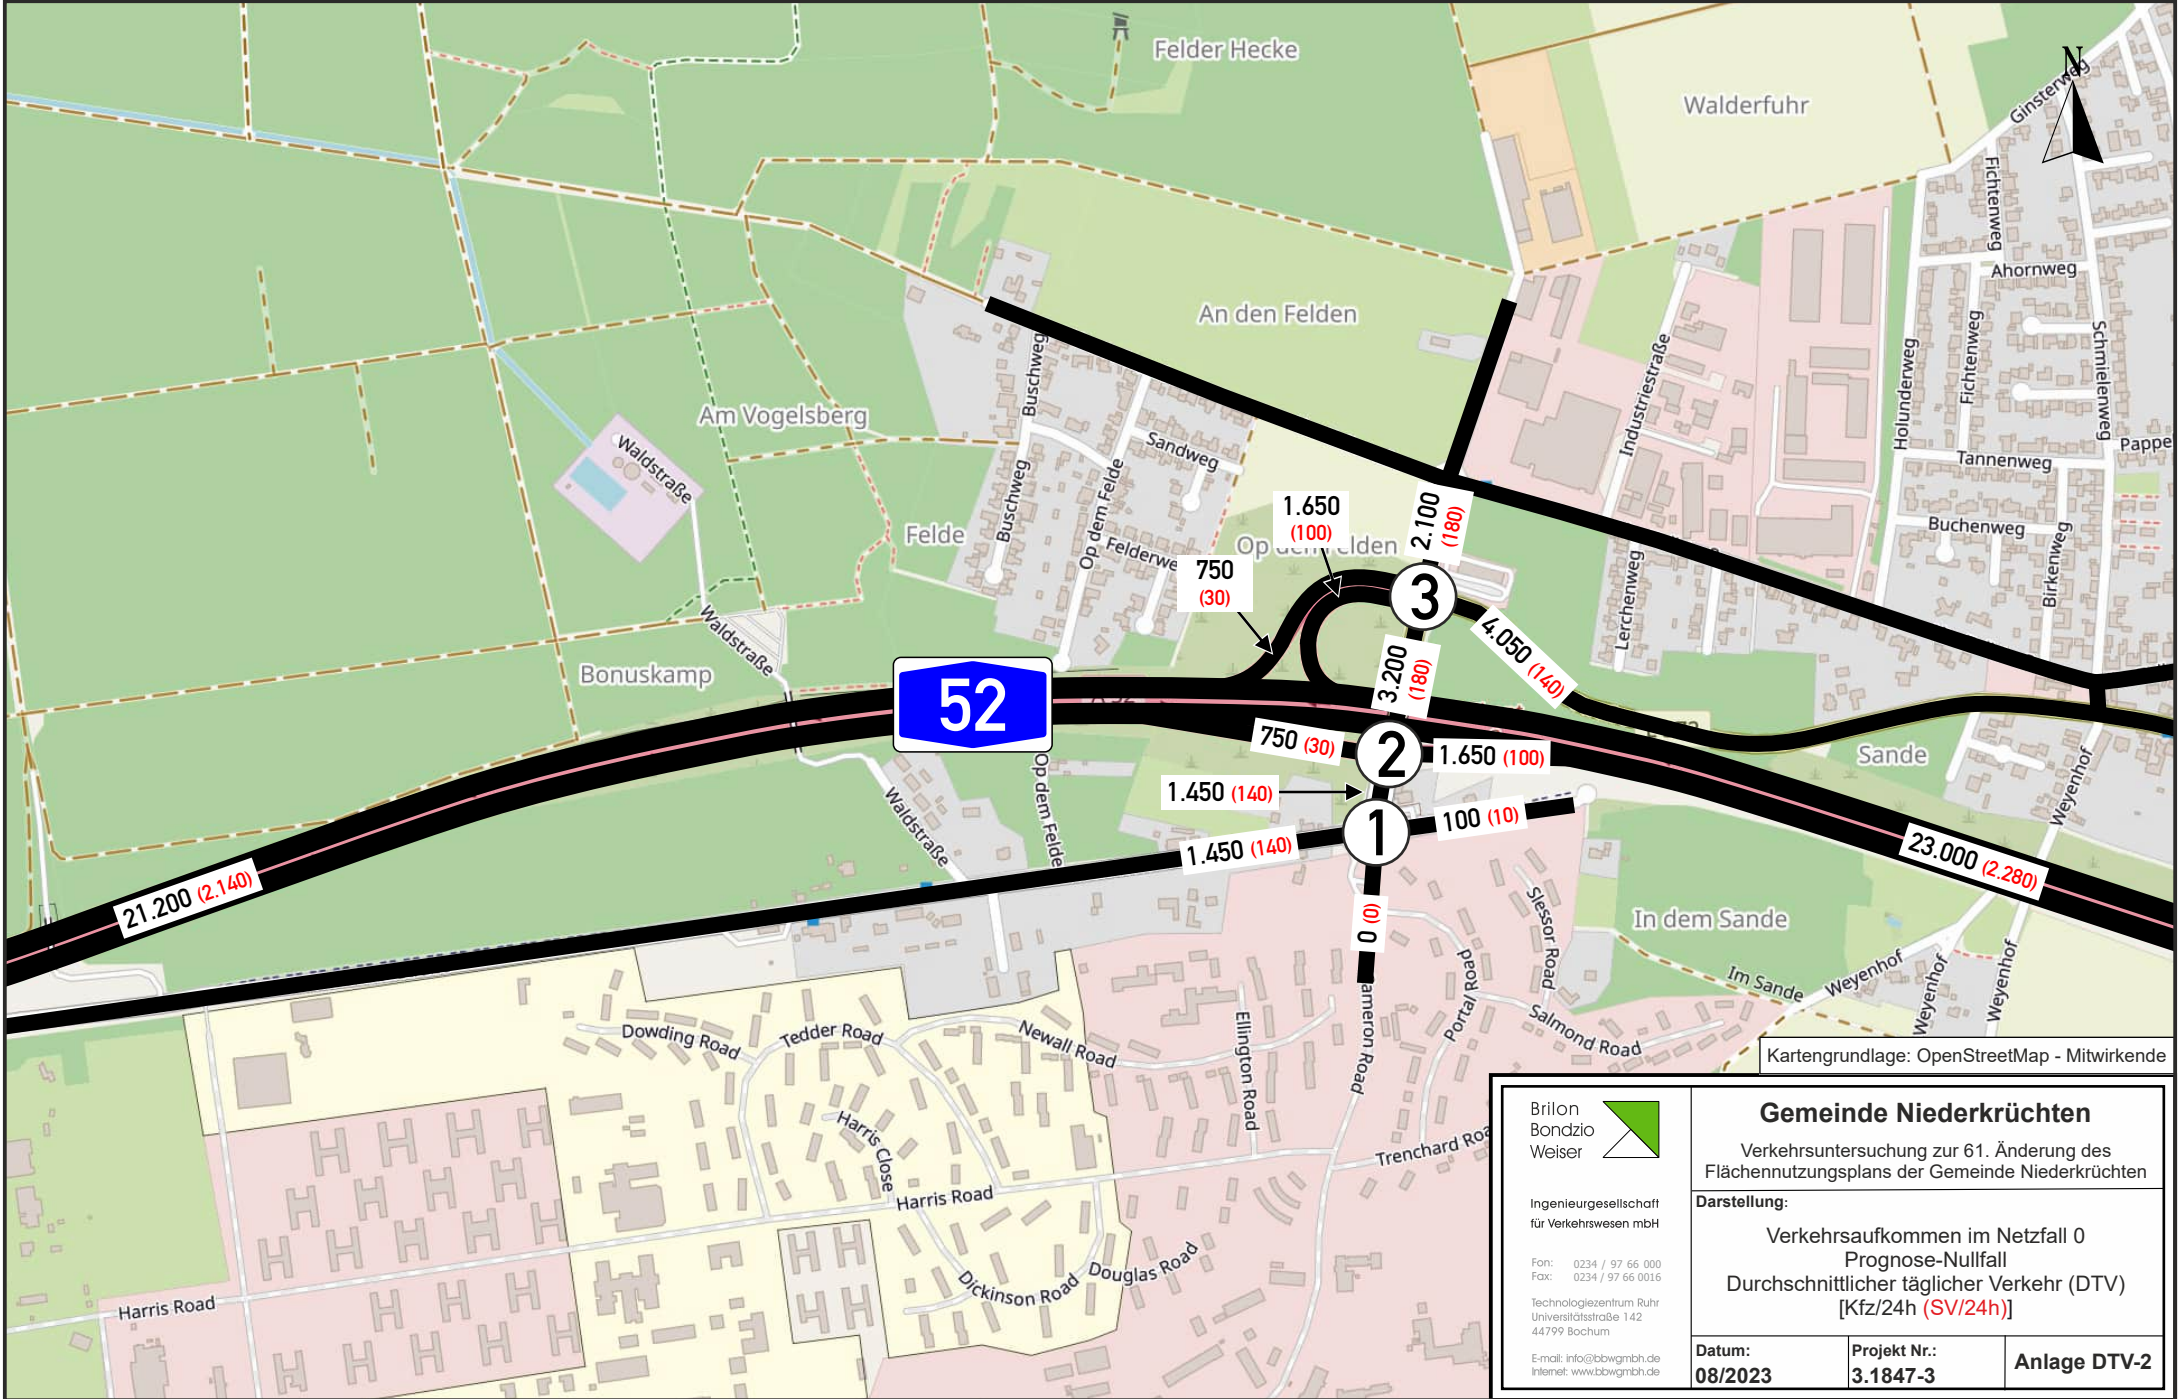 Felder Hecke
N
Ginsterweg
Walderfuhr
Fichtenweg
Ahornweg
An den Felden
Buschweg
Industriestraße
Holunderweg
Fichtenweg
Schmielenweg
Am Vogelsberg
Waldstraße
Sandweg
Pappe
Tannenweg
Buschweg
Op dem Felde
1.650
(100)
2.100
(180)
Buchenweg
Felde
Felderwe
Birkenweg
750
(30)
3
Lerchenweg
Waldstraße
4.050
(140)
3.200
(180)
Bonuskamp
52
750 (30)
2
1.650 (100)
Sande
Op dem Felde
1.450 (140)
Weyenhof
Waldstraße
1
100 (10)
1.450 (140)
23.000 (2.280)
21.200 (2.140)
0 (0)
Slessor Road
In dem Sande
Portal Road
Im Sande
Weyenhof
Weyenhof
Weyenhof
Dowding Road
Tedder Road
Newall Road
Ellington Road
ameron Road
Salmond Road
Kartengrundlage: OpenStreetMap - Mitwirkende
Harris Close
Trenchard Roa
Harris Road
Douglas Road
Dickinson Road
Harris Road
Brilon
Bondzio
Weiser
Ingenieurgesellschaft
für Verkehrswesen mbH
Fon: 0234 / 97 66 000
Fax: 0234 / 97 66 0016
Technologiezentrum Ruhr
Universitätsstraße 142
44799 Bochum
E-mail: info@bbwgmbh.de
Internet: www.bbwgmbh.de
Gemeinde Niederkrüchten
Verkehrsuntersuchung zur 61. Änderung des
Flächennutzungsplans der Gemeinde Niederkrüchten
Darstellung:
Verkehrsaufkommen im Netzfall 0
Prognose-Nullfall
Durchschnittlicher täglicher Verkehr (DTV)
[Kfz/24h (SV/24h)]
Datum:
08/2023
Projekt Nr.:
3.1847-3
Anlage DTV-2